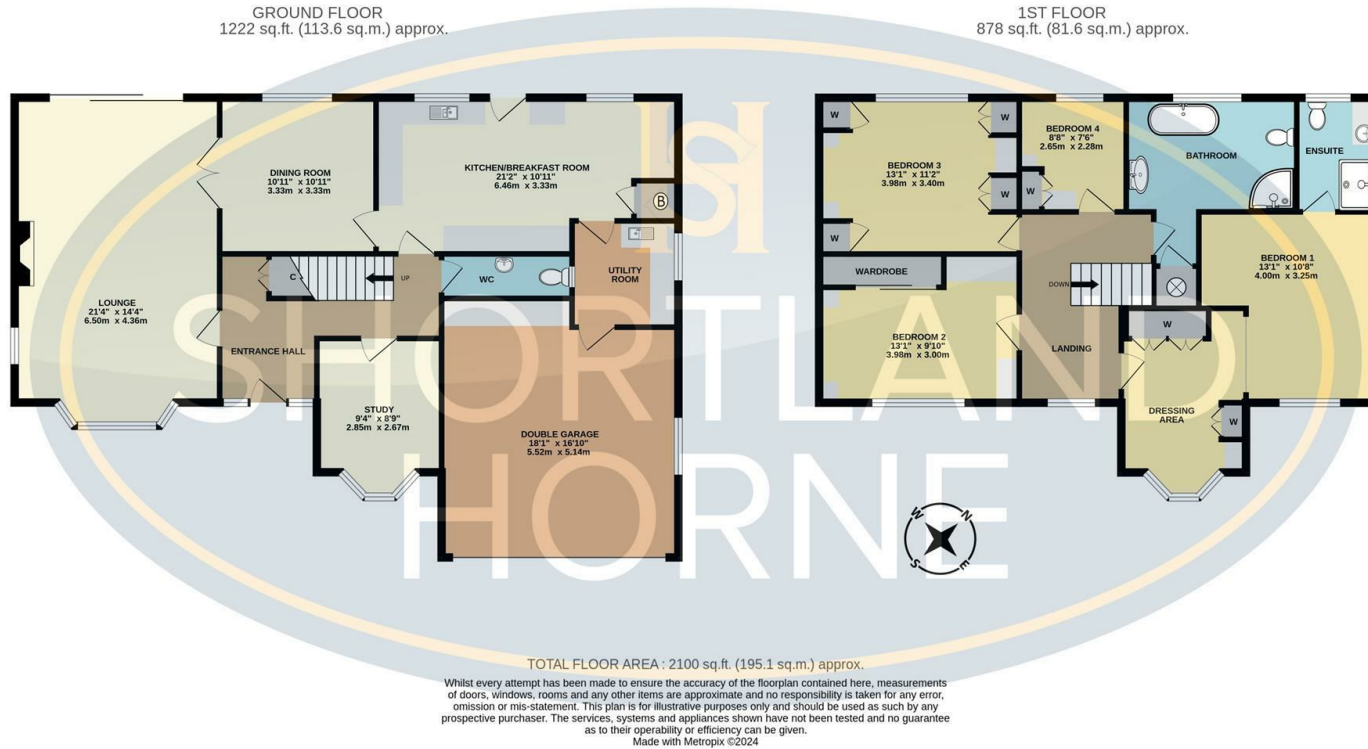 GROUND FLOOR
1222 sq.ft. (113.6 sq.m.) approx.
1ST FLOOR
878 sq.ft. (81.6 sq.m.) approx.
DINING ROOM
10'11" x 10'11"
3.33m x 3.33m
KITCHEN/BREAKFAST ROOM
21'2" x 10'11"
6.46m x 3.33m
B
UTILITY
ROOM
C
UP
WC
LOUNGE
21'4" x 14'4"
6.50m x 4.36m
ENTRANCE HALL
STUDY
9'4" x 8'9"
2.85m x 2.67m
DOUBLE GARAGE
18'1" x 16'10"
5.52m x 5.14m
W
W
BEDROOM 3
13'1" x 11'2"
3.98m x 3.40m
W
W
BEDROOM 4
8'8" x 7'6"
2.65m x 2.28m
W
BATHROOM
ENSUITE
WARDROBE
BEDROOM 2
13'1" x 9'10"
3.98m x 3.00m
DOWN
LANDING
BEDROOM 1
13'1" x 10'8"
4.00m x 3.25m
W
DRESSING
AREA
W
SH
SHORTLAND
HORNE
W
N
S
E
TOTAL FLOOR AREA : 2100 sq.ft. (195.1 sq.m.) approx.
Whilst every attempt has been made to ensure the accuracy of the floorplan contained here, measurements
of doors, windows, rooms and any other items are approximate and no responsibility is taken for any error,
omission or mis-statement. This plan is for illustrative purposes only and should be used as such by any
prospective purchaser. The services, systems and appliances shown have not been tested and no guarantee
as to their operability or efficiency can be given.
Made with Metropix ©2024